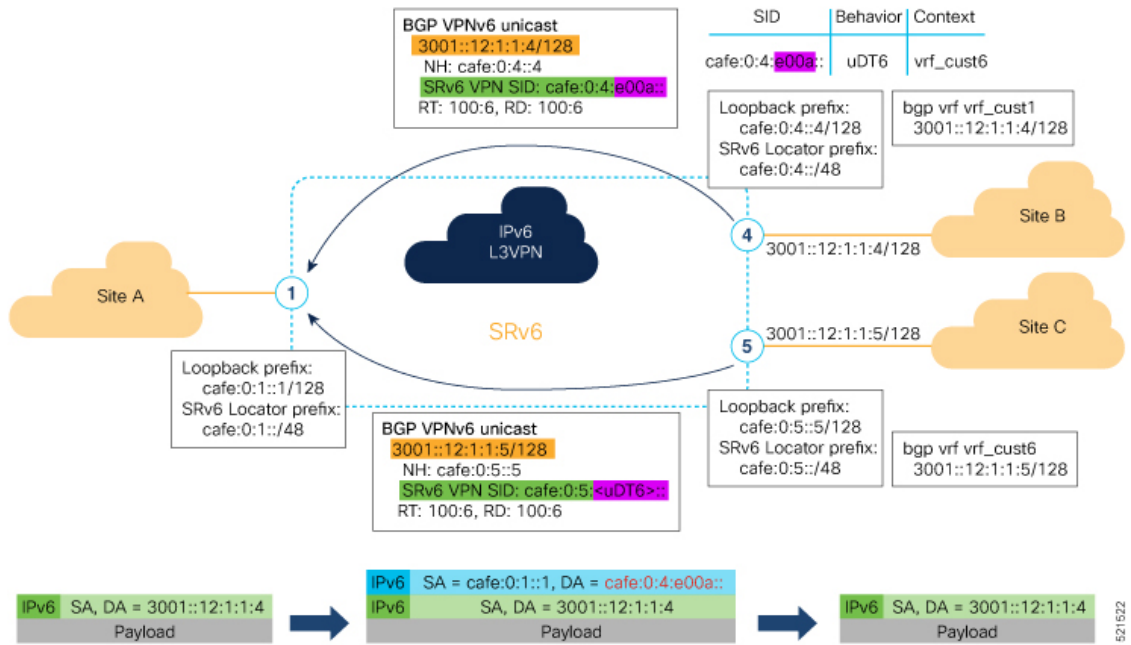 BGP VPNv6 unicast
3001::12:1:1:4/128
NH: cafe:0:4::4
SRv6 VPN SID: cafe:0:4:e00a::
RT: 100:6, RD: 100:6
SID Behavior Context
cafe:0:4:e00a:: uDT6 vrf_cust6
Loopback prefix:
cafe:0:4::4/128
SRv6 Locator prefix:
cafe:0:4::/48
bgp vrf vrf_cust1
3001::12:1:1:4/128
IPv6
L3VPN
SRv6
Site A
1
4
3001::12:1:1:4/128
Site B
5
3001::12:1:1:5/128
Site C
Loopback prefix:
cafe:0:1::1/128
SRv6 Locator prefix:
cafe:0:1::/48
BGP VPNv6 unicast
3001::12:1:1:5/128
NH: cafe:0:5::5
SRv6 VPN SID: cafe:0:5:<uDT6>::
RT: 100:6, RD: 100:6
Loopback prefix:
cafe:0:5::5/128
SRv6 Locator prefix:
cafe:0:5::/48
bgp vrf vrf_cust6
3001::12:1:1:5/128
IPv6 SA, DA = 3001::12:1:1:4
Payload
IPv6 SA = cafe:0:1::1, DA = cafe:0:4:e00a::
IPv6 SA, DA = 3001::12:1:1:4
Payload
IPv6 SA, DA = 3001::12:1:1:4
Payload
521522